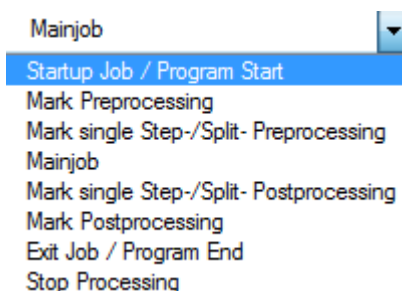 Mainjob
Startup Job / Program Start
Mark Preprocessing
Mark single Step-/Split- Preprocessing
Mainjob
Mark single Step-/Split- Postprocessing
Mark Postprocessing
Exit Job / Program End
Stop Processing